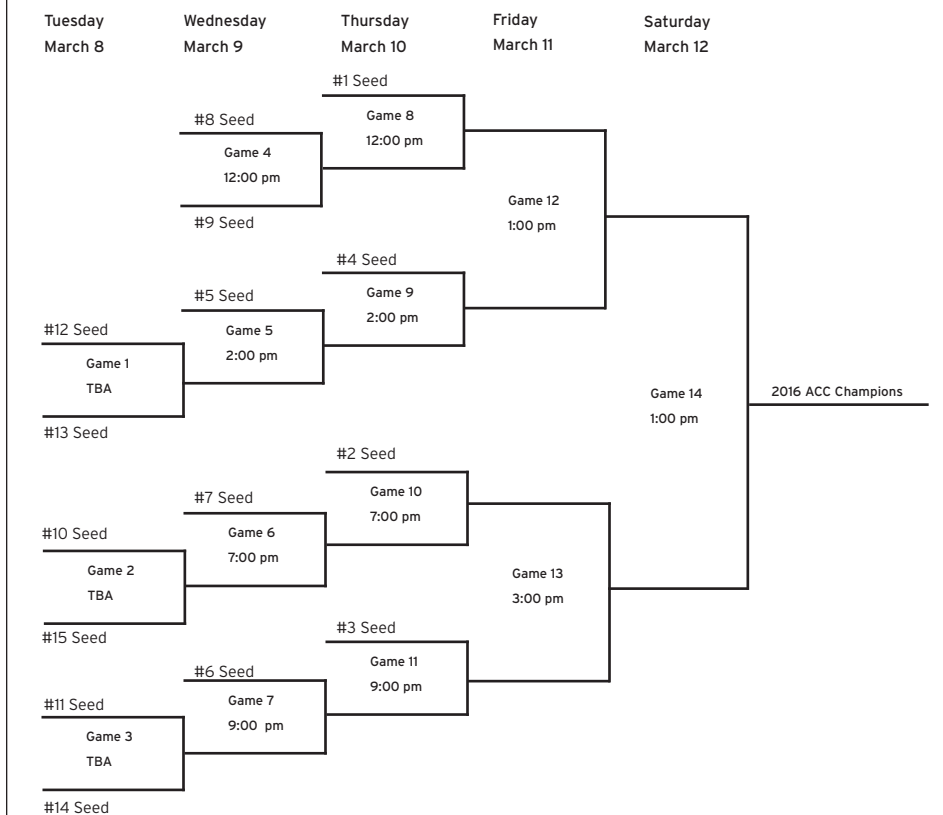 Tuesday
March 8
Wednesday
March 9
Thursday
March 10
Friday
March 11
Saturday
March 12
#1 Seed
Game 8
12:00 pm
#8 Seed
Game 4
12:00 pm
#9 Seed
Game 12
1:00 pm
#4 Seed
Game 9
2:00 pm
#5 Seed
Game 5
2:00 pm
#12 Seed
Game 1
TBA
#13 Seed
Game 14
1:00 pm
2016 ACC Champions
#2 Seed
Game 10
7:00 pm
#7 Seed
Game 6
7:00 pm
#10 Seed
Game 2
TBA
#15 Seed
Game 13
3:00 pm
#3 Seed
Game 11
9:00 pm
#6 Seed
Game 7
9:00 pm
#11 Seed
Game 3
TBA
#14 Seed